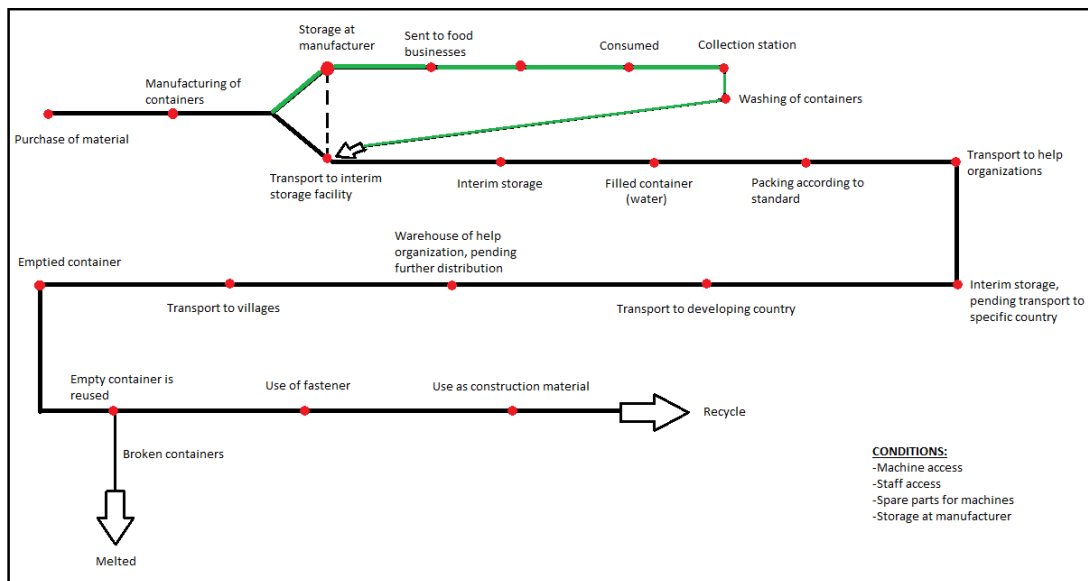 Storage at
manufacturer
Sent to food
businesses
Consumed
Collection station
Manufacturing of
containers
Washing of containers
Purchase of material
Transport to interim
storage facility
Interim storage
Filled container
(water)
Packing according to
standard
Transport to help
organizations
Emptied container
Transport to villages
Warehouse of help
organization, pending
further distribution
Transport to developing country
Interim storage,
pending transport to
specific country
Empty container is
reused
Use of fastener
Use as construction material
Recycle
Broken containers
Melted
CONDITIONS:
-Machine access
-Staff access
-Spare parts for machines
-Storage at manufacturer